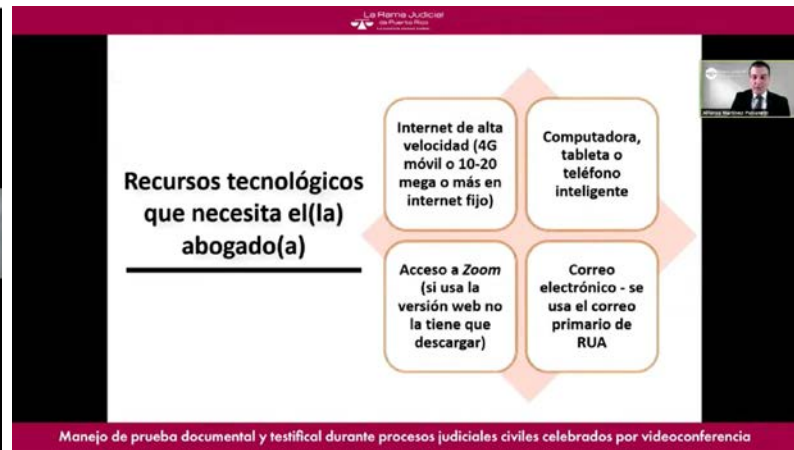 La Rama Judicial
de Puerto Rico
Recursos tecnológicos
que necesita el(la)
abogado(a)
Internet de alta
velocidad (4G
móvil o 10-20
mega o más en
internet fijo)
Computadora,
tableta o
teléfono
inteligente
Acceso a Zoom
(si usa la
versión web no
la tiene que
descargar)
Correo
electrónico - se
usa el correo
primario de
RUA
Manejo de prueba documental y testifical durante procesos judiciales civiles celebrados por videoconferencia